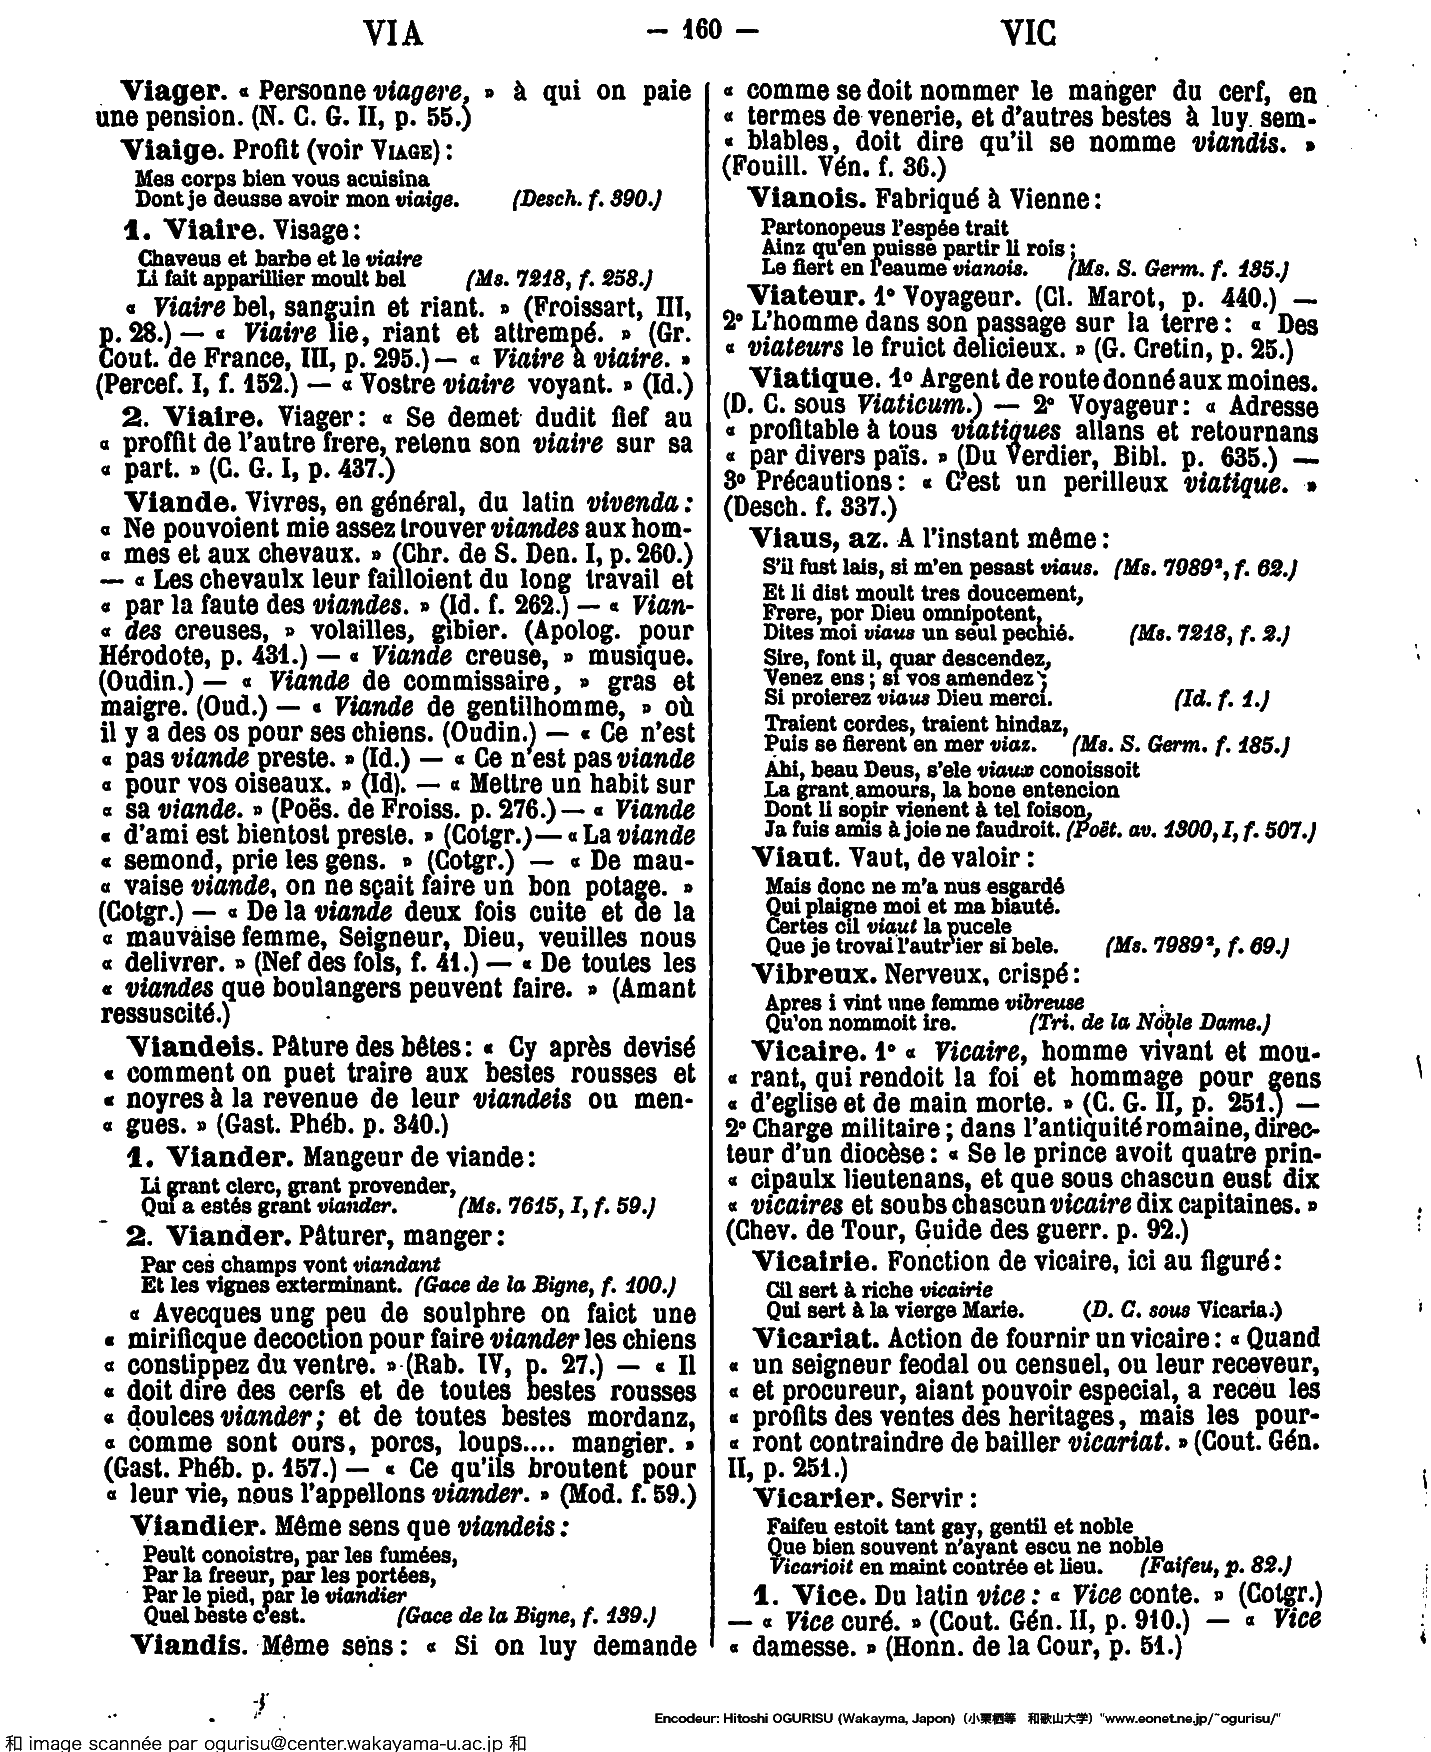 VIA — 160 — VIC
Viager. « Personne viagere, » à qui on paie
une pension. (N. C. G. II, p. 55.)
Viaige. Profit (voir VIAGE) :
Mes corps bien vous acuisina
Dont je deusse avoir mon viaige. (Desch. f. 390.)
1. Viaire. Visage :
Chaveus et barbe et le viaire
Li fait apparillier moult bel (Ms. 7218, f. 258.)
« Viaire bel, sanguin et riant. » (Froissart, III,
p. 28.) — « Viaire lie, riant et attrempé. » (Gr.
Cout. de France, III, p. 295.) — « Viaire à viaire. »
(Percef. I, f. 152.) — « Vostre viaire voyant. » (Id.)
2. Viaire. Viager : « Se demet dudit fief au
« proffit de l'autre frere, retenu son viaire sur sa
« part. » (C. G. I, p. 437.)
Viande. Vivres, en général, du latin vivenda :
« Ne pouvoient mie assez trouver viandes aux hom-
« mes et aux chevaux. » (Chr. de S. Den. I, p. 260.)
— « Les chevaulx leur failloient du long travail et
« par la faute des viandes. » (Id. f. 262.) — « Vian-
« des creuses, » volailles, gibier. (Apolog. pour
Hérodote, p. 431.) — « Viande creuse, » musique.
(Oudin.) — « Viande de commissaire, » gras et
maigre. (Oud.) — « Viande de gentilhomme, » où
il y a des os pour ses chiens. (Oudin.) — « Ce n'est
« pas viande preste. » (Id.) — « Ce n'est pas viande
« pour vos oiseaux. » (Id). — « Mettre un habit sur
« sa viande. » (Poës. de Froiss. p. 276.) — « Viande
« d'ami est bientost preste. » (Cotgr.) — « La viande
« semond, prie les gens. » (Cotgr.) — « De mau-
« vaise viande, on ne sçait faire un bon potage. »
(Cotgr.) — « De la viande deux fois cuite et de la
« mauvaise femme, Seigneur, Dieu, veuilles nous
« delivrer. » (Nef des fols, f. 41.) — « De toutes les
« viandes que boulangers peuvent faire. » (Amant
ressuscité.)
Viandeis. Pâture des bêtes : « Cy après devisé
« comment on puet traire aux bestes rousses et
« noyres à la revenue de leur viandeis ou men-
« gues. » (Gast. Phéb. p. 340.)
1. Viander. Mangeur de viande :
Li grant clerc, grant provender,
Qui a estés grant viander. (Ms. 7615, I, f. 59.)
2. Viander. Pâturer, manger :
Par ces champs vont viandant
Et les vignes exterminant. (Gace de la Bigne, f. 100.)
« Avecques ung peu de soulphre on faict une
« mirificque decoction pour faire viander les chiens
« constippez du ventre. » (Rab. IV, p. 27.) — « Il
« doit dire des cerfs et de toutes bestes rousses
« doulces viander ; et de toutes bestes mordanz,
« comme sont ours, porcs, loups.... mangier. »
(Gast. Phéb. p. 157.) — « Ce qu'ils broutent pour
« leur vie, nous l'appellons viander. » (Mod. f. 59.)
Viandier. Même sens que viandeis :
Peult conoistre, par les fumées,
Par la freeur, par les portées,
Par le pied, par le viandier
Quel beste c'est. (Gace de la Bigne, f. 139.)
Viandis. Même sens : « Si on luy demande
« comme se doit nommer le manger du cerf, en
« termes de venerie, et d'autres bestes à luy sem-
« blables, doit dire qu'il se nomme viandis. »
(Fouill. Vén. f. 36.)
Vianois. Fabriqué à Vienne :
Partonopeus l'espée trait
Ainz qu'en puisse partir li rois ;
Le fiert en l'eaume vianois. (Ms. S. Germ. f. 135.)
Viateur. 1º Voyageur. (Cl. Marot, p. 440.) —
2º L'homme dans son passage sur la terre : « Des
« viateurs le fruict delicieux. » (G. Cretin, p. 25.)
Viatique. 1º Argent de route donné aux moines.
(D. C. sous Viaticum.) — 2º Voyageur : « Adresse
« profitable à tous viatiques allans et retournans
« par divers païs. » (Du Verdier, Bibl. p. 635.) —
3º Précautions : « C'est un perilleux viatique. »
(Desch. f. 337.)
Viaus, az. A l'instant même :
S'il fust lais, si m'en pesast viaus. (Ms. 7989², f. 62.)
Et li dist moult tres doucement,
Frere, por Dieu omnipotent,
Dites moi viaus un seul pechié. (Ms. 7218, f. 2.)
Sire, font il, quar descendez,
Venez ens ; si vos amendez ;
Si proierez viaus Dieu merci. (Id. f. 1.)
Traient cordes, traient hindaz,
Puis se fierent en mer viaz. (Ms. S. Germ. f. 185.)
Ahi, beau Deus, s'ele viaux conoissoit
La grant amours, la bone entencion
Dont li sopir vienent à tel foison,
Ja fuis amis à joie ne faudroit. (Poët. av. 1300, I, f. 507.)
Viaut. Vaut, de valoir :
Mais donc ne m'a nus esgardé
Qui plaigne moi et ma biauté.
Certes cil viaut la pucele
Que je trovai l'autr'ier si bele. (Ms. 7989², f. 69.)
Vibreux. Nerveux, crispé :
Apres i vint une femme vibreuse
Qu'on nommoit ire. (Tri. de la Noble Dame.)
Vicaire. 1º « Vicaire, homme vivant et mou-
« rant, qui rendoit la foi et hommage pour gens
« d'eglise et de main morte. » (C. G. II, p. 251.) —
2º Charge militaire ; dans l'antiquité romaine, direc-
teur d'un diocèse : « Se le prince avoit quatre prin-
« cipaulx lieutenans, et que sous chascun eust dix
« vicaires et soubs chascun vicaire dix capitaines. »
(Chev. de Tour, Guide des guerr. p. 92.)
Vicairie. Fonction de vicaire, ici au figuré :
Cil sert à riche vicairie
Qui sert à la vierge Marie. (D. C. sous Vicaria.)
Vicariat. Action de fournir un vicaire : « Quand
« un seigneur feodal ou censuel, ou leur receveur,
« et procureur, aiant pouvoir especial, a receu les
« profits des ventes des heritages, mais les pour-
« ront contraindre de bailler vicariat. » (Cout. Gén.
II, p. 251.)
Vicarier. Servir :
Faifeu estoit tant gay, gentil et noble
Que bien souvent n'ayant escu ne noble
Vicarioit en maint contrée et lieu. (Faifeu, p. 82.)
1. Vice. Du latin vice : « Vice conte. » (Cotgr.)
— « Vice curé. » (Cout. Gén. II, p. 910.) — « Vice
« damesse. » (Honn. de la Cour, p. 51.)
Encodeur: Hitoshi OGURISU (Wakayma, Japon) (小栗栖等 和歌山大学) "www.eonet.ne.jp/~ogurisu/"
和 image scannée par ogurisu@center.wakayama-u.ac.jp 和